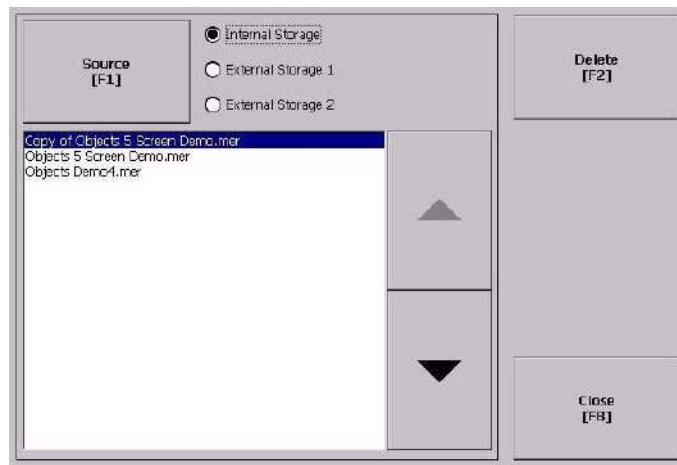 Source
[F1]
Internal Storage
External Storage 1
External Storage 2
Delete
[F2]
Copy of Objects 5 Screen Demo.mer
Objects 5 Screen Demo.mer
Objects Demo4.mer
Close
[F8]